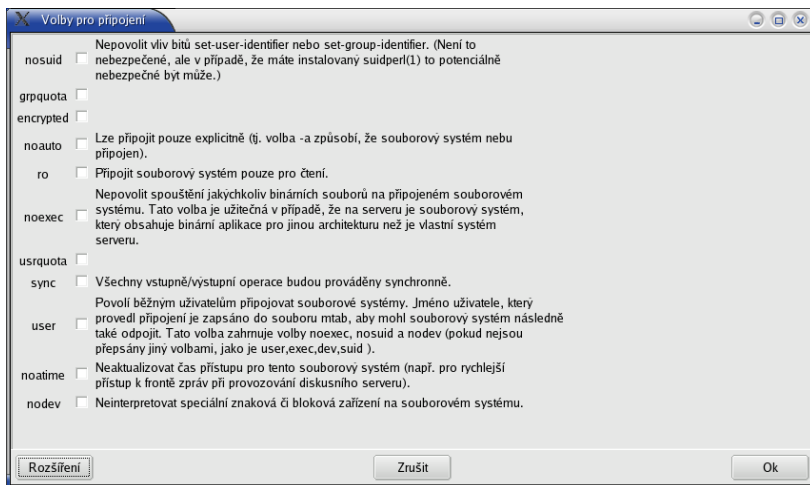 Volby pro připojení
nosuid Nepovolit vliv bitů set-user-identifier nebo set-group-identifier. (Není to
nebezpečené, ale v případě, že máte instalovaný suidperl(1) to potenciálně
nebezpečné být může.)
grpquota
encrypted
noauto Lze připojit pouze explicitně (tj. volba -a způsobí, že souborový systém nebu
připojen).
ro Připojit souborový systém pouze pro čtení.
noexec Nepovolit spouštění jakýchkoliv binárních souborů na připojeném souborovém
systému. Tato volba je užitečná v případě, že na serveru je souborový systém,
který obsahuje binární aplikace pro jinou architekturu než je vlastní systém
serveru.
usrquota
sync Všechny vstupně/výstupní operace budou prováděny synchronně.
user Povolí běžným uživatelům připojovat souborové systémy. Jméno uživatele, který
provedl připojení je zapsáno do souboru mtab, aby mohl souborový systém následně
také odpojit. Tato volba zahrnuje volby noexec, nosuid a nodev (pokud nejsou
přepsány jiný volbami, jako je user,exec,dev,suid ).
noatime Neaktualizovat čas přístupu pro tento souborový systém (např. pro rychlejší
přístup k frontě zpráv při provozování diskusního serveru).
nodev Neinterpretovat speciální znaková či bloková zařízení na souborovém systému.
Rozšíření Zrušit Ok